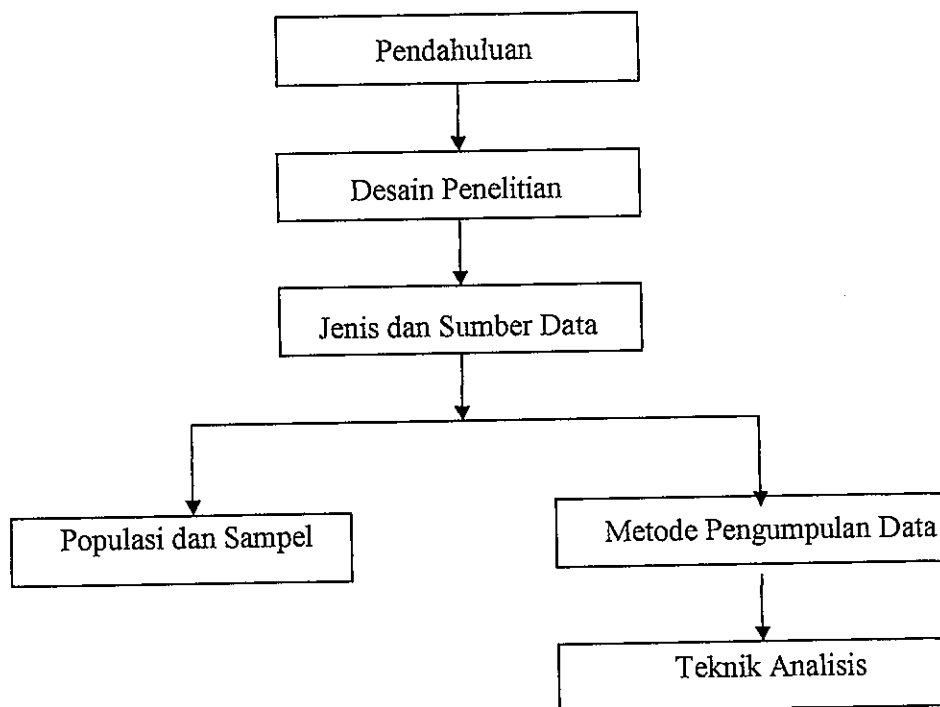 Pendahuluan
Desain Penelitian
Jenis dan Sumber Data
Populasi dan Sampel
Metode Pengumpulan Data
Teknik Analisis